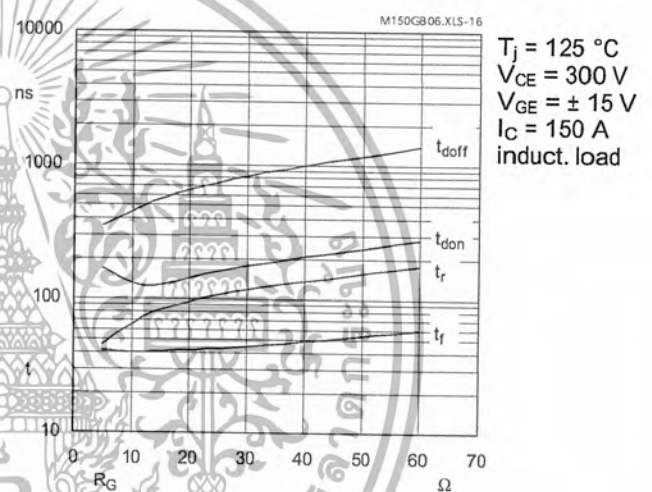 M150GB06.XLS-16
10000
ns
1000
100
t
10
0 10 20 30 40 50 60 70
R_G Ω
t_doff
t_don
t_r
t_f
T_j = 125 °C
V_CE = 300 V
V_GE = ± 15 V
I_C = 150 A
induct. load